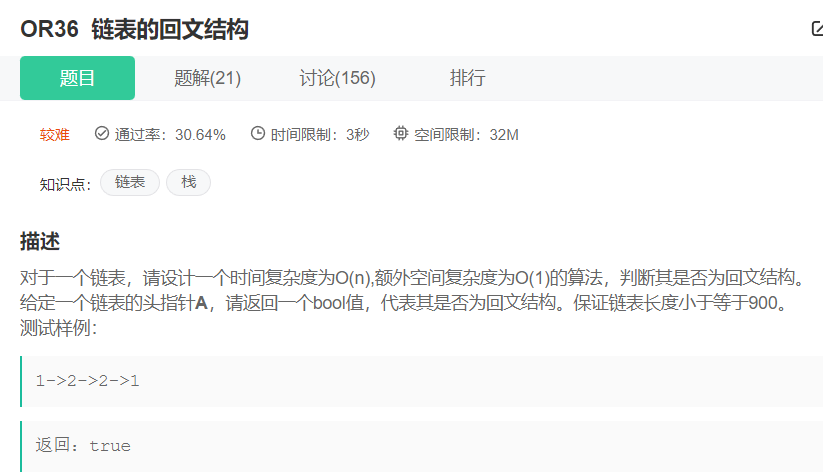 OR36 链表的回文结构
题目 题解(21) 讨论(156) 排行
较难 通过率：30.64% 时间限制：3秒 空间限制：32M
知识点： 链表 栈
描述
对于一个链表，请设计一个时间复杂度为O(n),额外空间复杂度为O(1)的算法，判断其是否为回文结构。
给定一个链表的头指针A，请返回一个bool值，代表其是否为回文结构。保证链表长度小于等于900。
测试样例：
1->2->2->1
返回：true